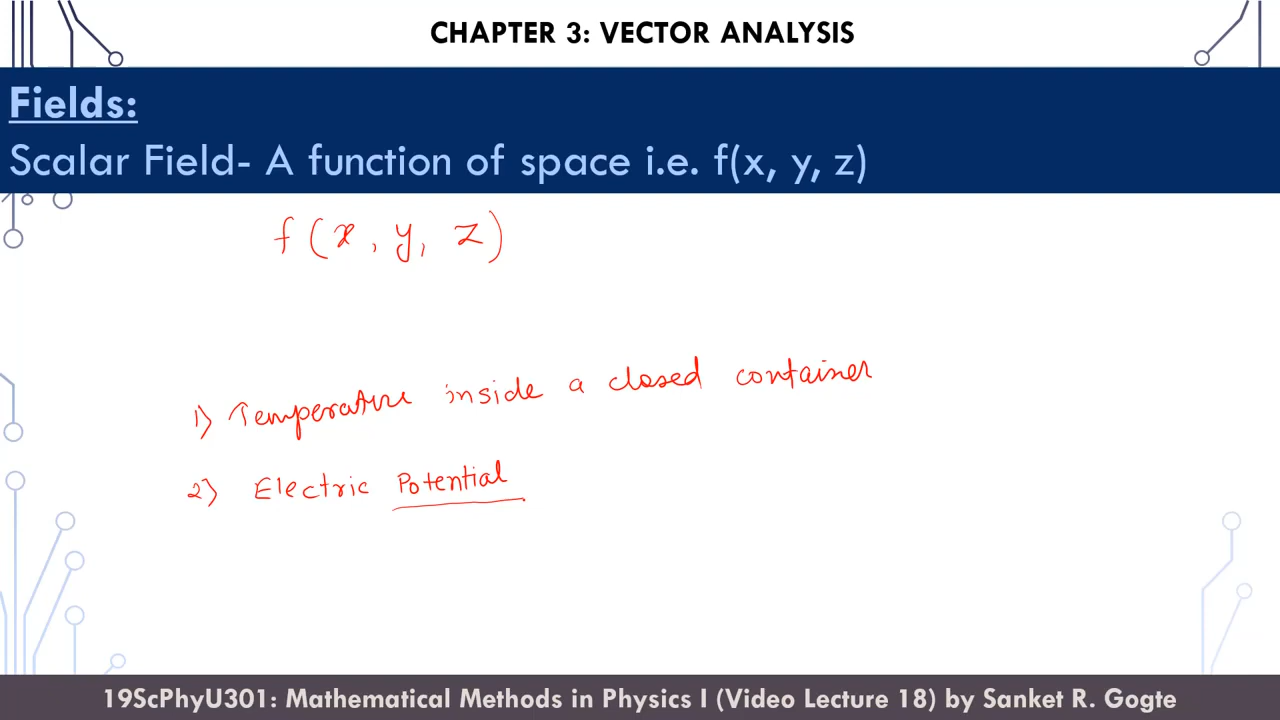 CHAPTER 3: VECTOR ANALYSIS
Fields:
Scalar Field- A function of space i.e. f(x, y, z)
f(x, y, z)
1) Temperature inside a closed container
2) Electric Potential
19ScPhyU301: Mathematical Methods in Physics I (Video Lecture 18) by Sanket R. Gogte